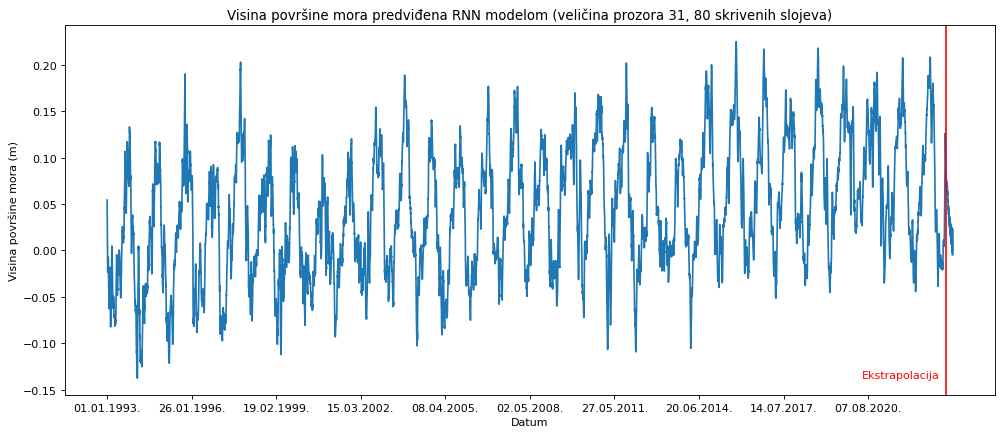 Visina površine mora predviđena RNN modelom (veličina prozora 31, 80 skrivenih slojeva)
Visina površine mora (m)
0.20
0.15
0.10
0.05
0.00
−0.05
−0.10
−0.15
Ekstrapolacija
01.01.1993. 26.01.1996. 19.02.1999. 15.03.2002. 08.04.2005. 02.05.2008. 27.05.2011. 20.06.2014. 14.07.2017. 07.08.2020.
Datum